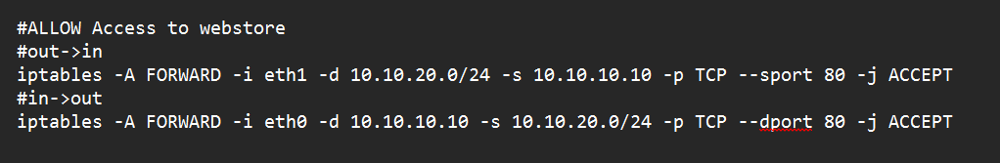 #ALLOW Access to webstore
#out->in
iptables -A FORWARD -i eth1 -d 10.10.20.0/24 -s 10.10.10.10 -p TCP --sport 80 -j ACCEPT
#in->out
iptables -A FORWARD -i eth0 -d 10.10.10.10 -s 10.10.20.0/24 -p TCP --dport 80 -j ACCEPT